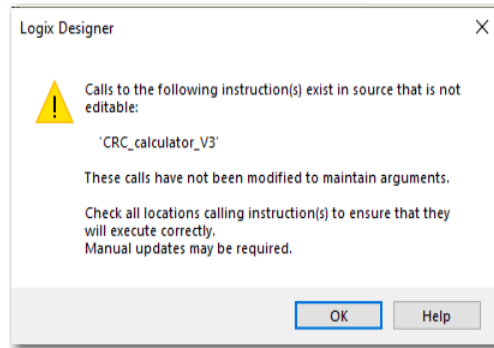 Logix Designer
Calls to the following instruction(s) exist in source that is not
editable:
'CRC_calculator_V3'
These calls have not been modified to maintain arguments.
Check all locations calling instruction(s) to ensure that they
will execute correctly.
Manual updates may be required.
OK
Help